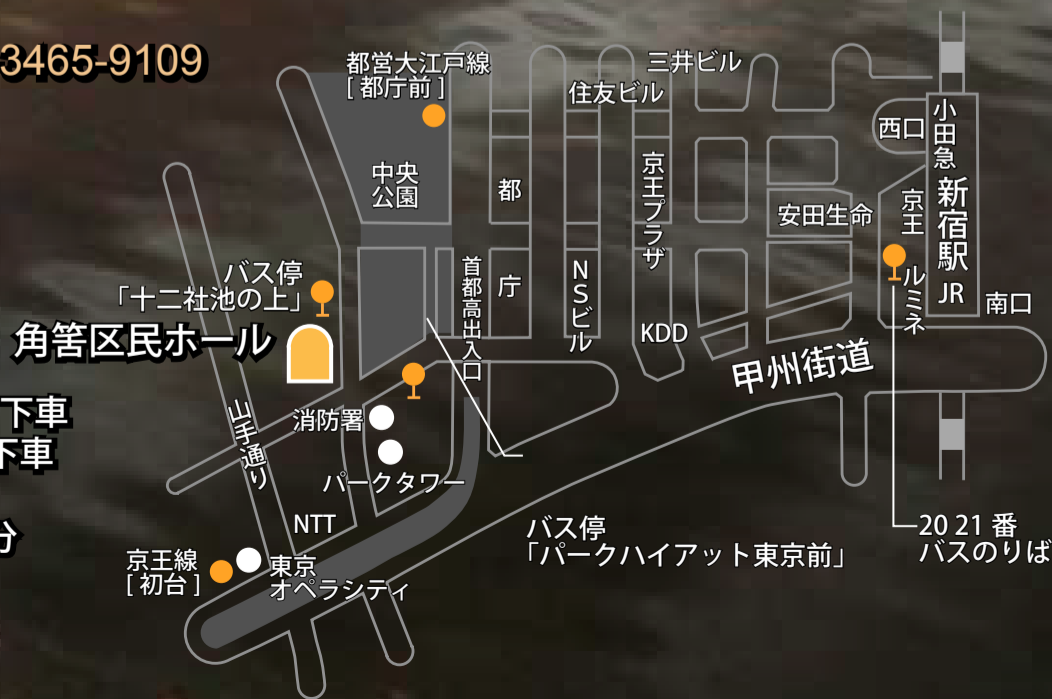 3465-9109
都営大江戸線
[ 都庁前 ]
三井ビル
住友ビル
西口
小田急
新宿駅
JR
京王
ルミネ
南口
中央
公園
都
庁
京王プラザ
安田生命
首都高出入口
NSビル
KDD
バス停
「十二社池の上」
角筈区民ホール
甲州街道
下車
下車
分
山手通り
消防署
パークタワー
NTT
京王線
[ 初台 ]
東京
オペラシティ
バス停
「パークハイアット東京前」
20 21 番
バスのりば